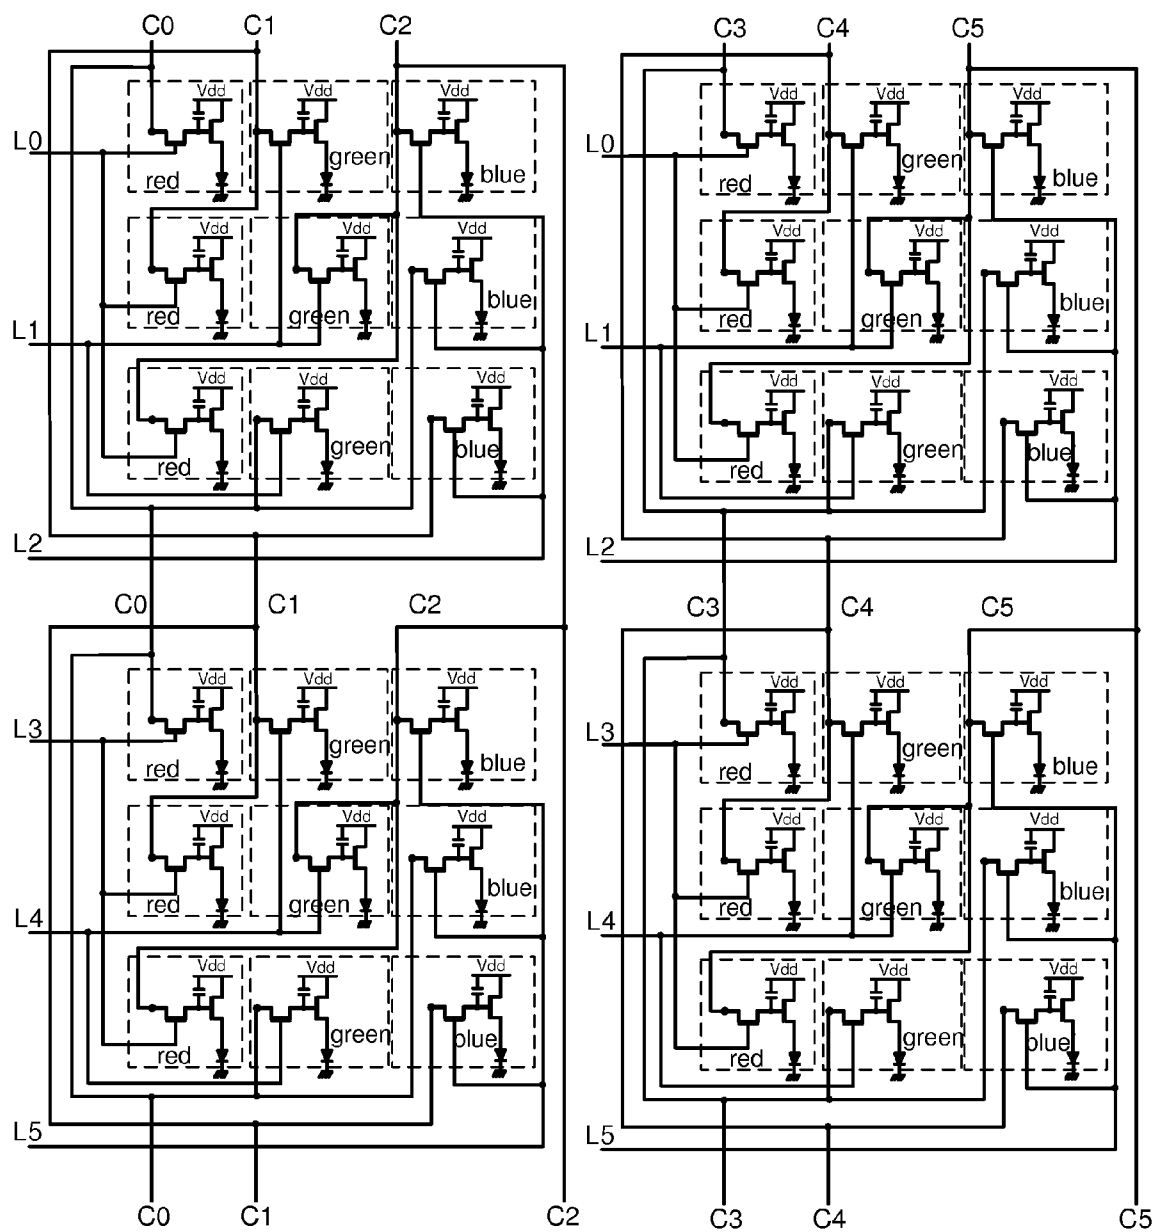 C0 C1 C2 C3 C4 C5
Vdd Vdd Vdd Vdd Vdd Vdd
L0 L0
green blue green blue
red red
Vdd Vdd Vdd Vdd Vdd Vdd
blue blue
red green red green
L1 L1
Vdd Vdd Vdd Vdd Vdd Vdd
green blue green blue
red red
L2 L2
C0 C1 C2 C3 C4 C5
Vdd Vdd Vdd Vdd Vdd Vdd
L3 L3
green blue green blue
red red
Vdd Vdd Vdd Vdd Vdd Vdd
blue blue
red green red green
L4 L4
Vdd Vdd Vdd Vdd Vdd Vdd
green blue green blue
red red
L5 L5
C0 C1 C2 C3 C4 C5